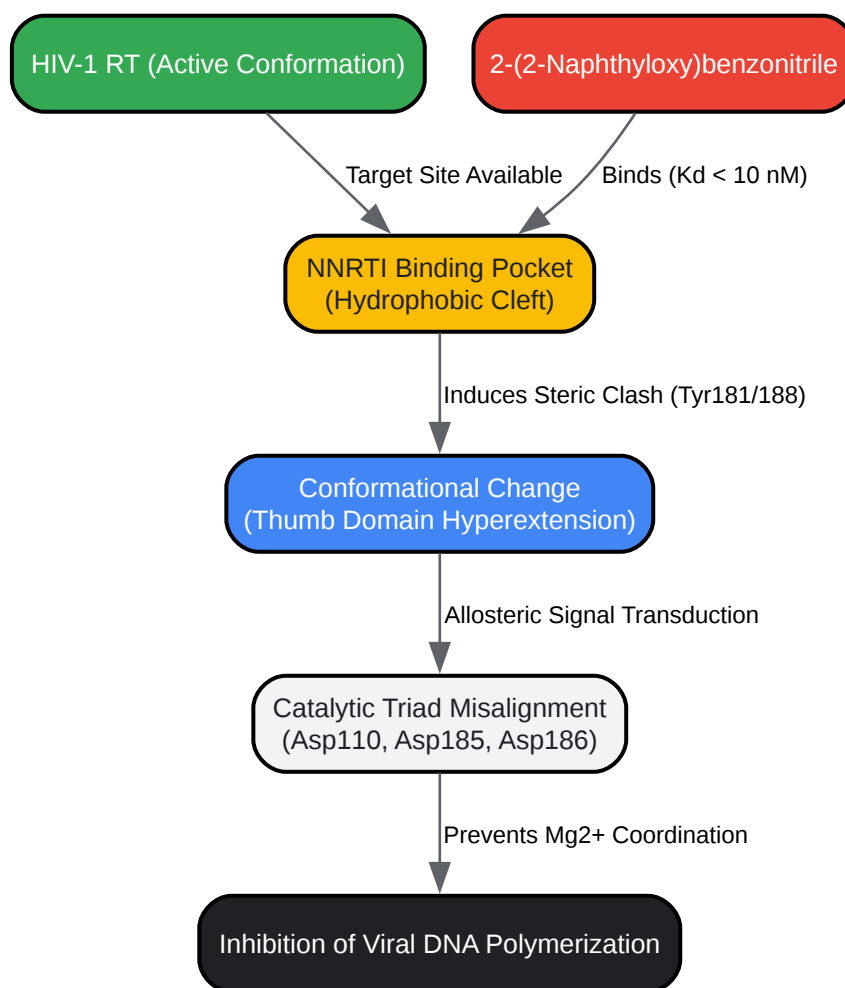 HIV-1 RT (Active Conformation)
2-(2-Naphthyloxy)benzonitrile
Target Site Available
Binds (Kd < 10 nM)
NNRTI Binding Pocket
(Hydrophobic Cleft)
Induces Steric Clash (Tyr181/188)
Conformational Change
(Thumb Domain Hyperextension)
Allosteric Signal Transduction
Catalytic Triad Misalignment
(Asp110, Asp185, Asp186)
Prevents Mg2+ Coordination
Inhibition of Viral DNA Polymerization